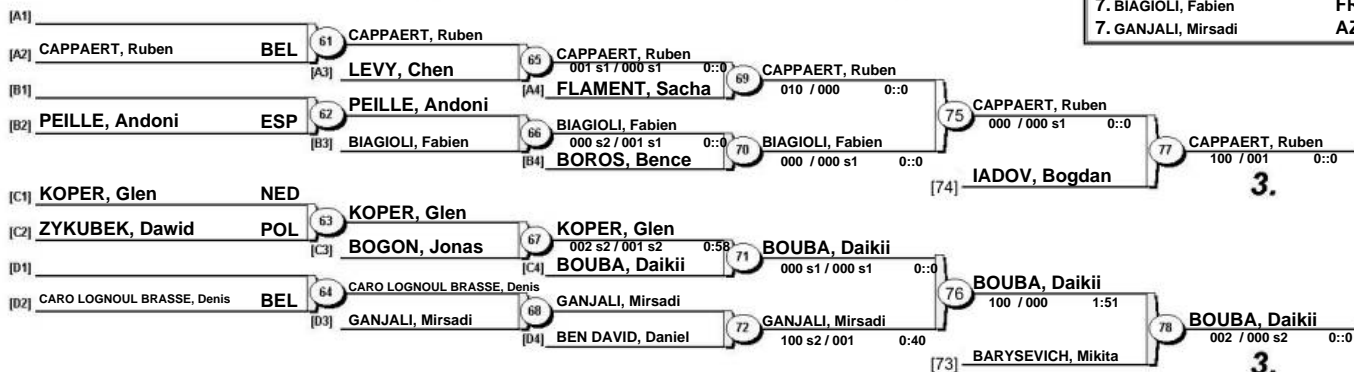 7. BIAGIOLI, Fabien FR
7. GANJALI, Mirsadi AZ
[A1]
[A2] CAPPAERT, Ruben BEL
61 CAPPAERT, Ruben
[A3] LEVY, Chen
65 CAPPAERT, Ruben
001 s1 / 000 s1 0::0
[A4] FLAMENT, Sacha
69 CAPPAERT, Ruben
010 / 000 0::0
[B1]
[B2] PEILLE, Andoni ESP
62 PEILLE, Andoni
[B3] BIAGIOLI, Fabien
66 BIAGIOLI, Fabien
000 s2 / 001 s1 0::0
[B4] BOROS, Bence
70 BIAGIOLI, Fabien
000 / 000 s1 0::0
75 CAPPAERT, Ruben
000 / 000 s1 0::0
[74] IADOV, Bogdan
77 CAPPAERT, Ruben
100 / 001 0::0
3.
[C1] KOPER, Glen NED
[C2] ZYKUBEK, Dawid POL
63 KOPER, Glen
[C3] BOGON, Jonas
67 KOPER, Glen
002 s2 / 001 s2 0:58
[C4] BOUBA, Daikii
71 BOUBA, Daikii
000 s1 / 000 s1 0::0
[D1]
[D2] CARO LOGNOUL BRASSE, Denis BEL
64 CARO LOGNOUL BRASSE, Denis
[D3] GANJALI, Mirsadi
68 GANJALI, Mirsadi
[D4] BEN DAVID, Daniel
72 GANJALI, Mirsadi
100 s2 / 001 0:40
76 BOUBA, Daikii
100 / 000 1:51
[73] BARYSEVICH, Mikita
78 BOUBA, Daikii
002 / 000 s2 0::0
3.